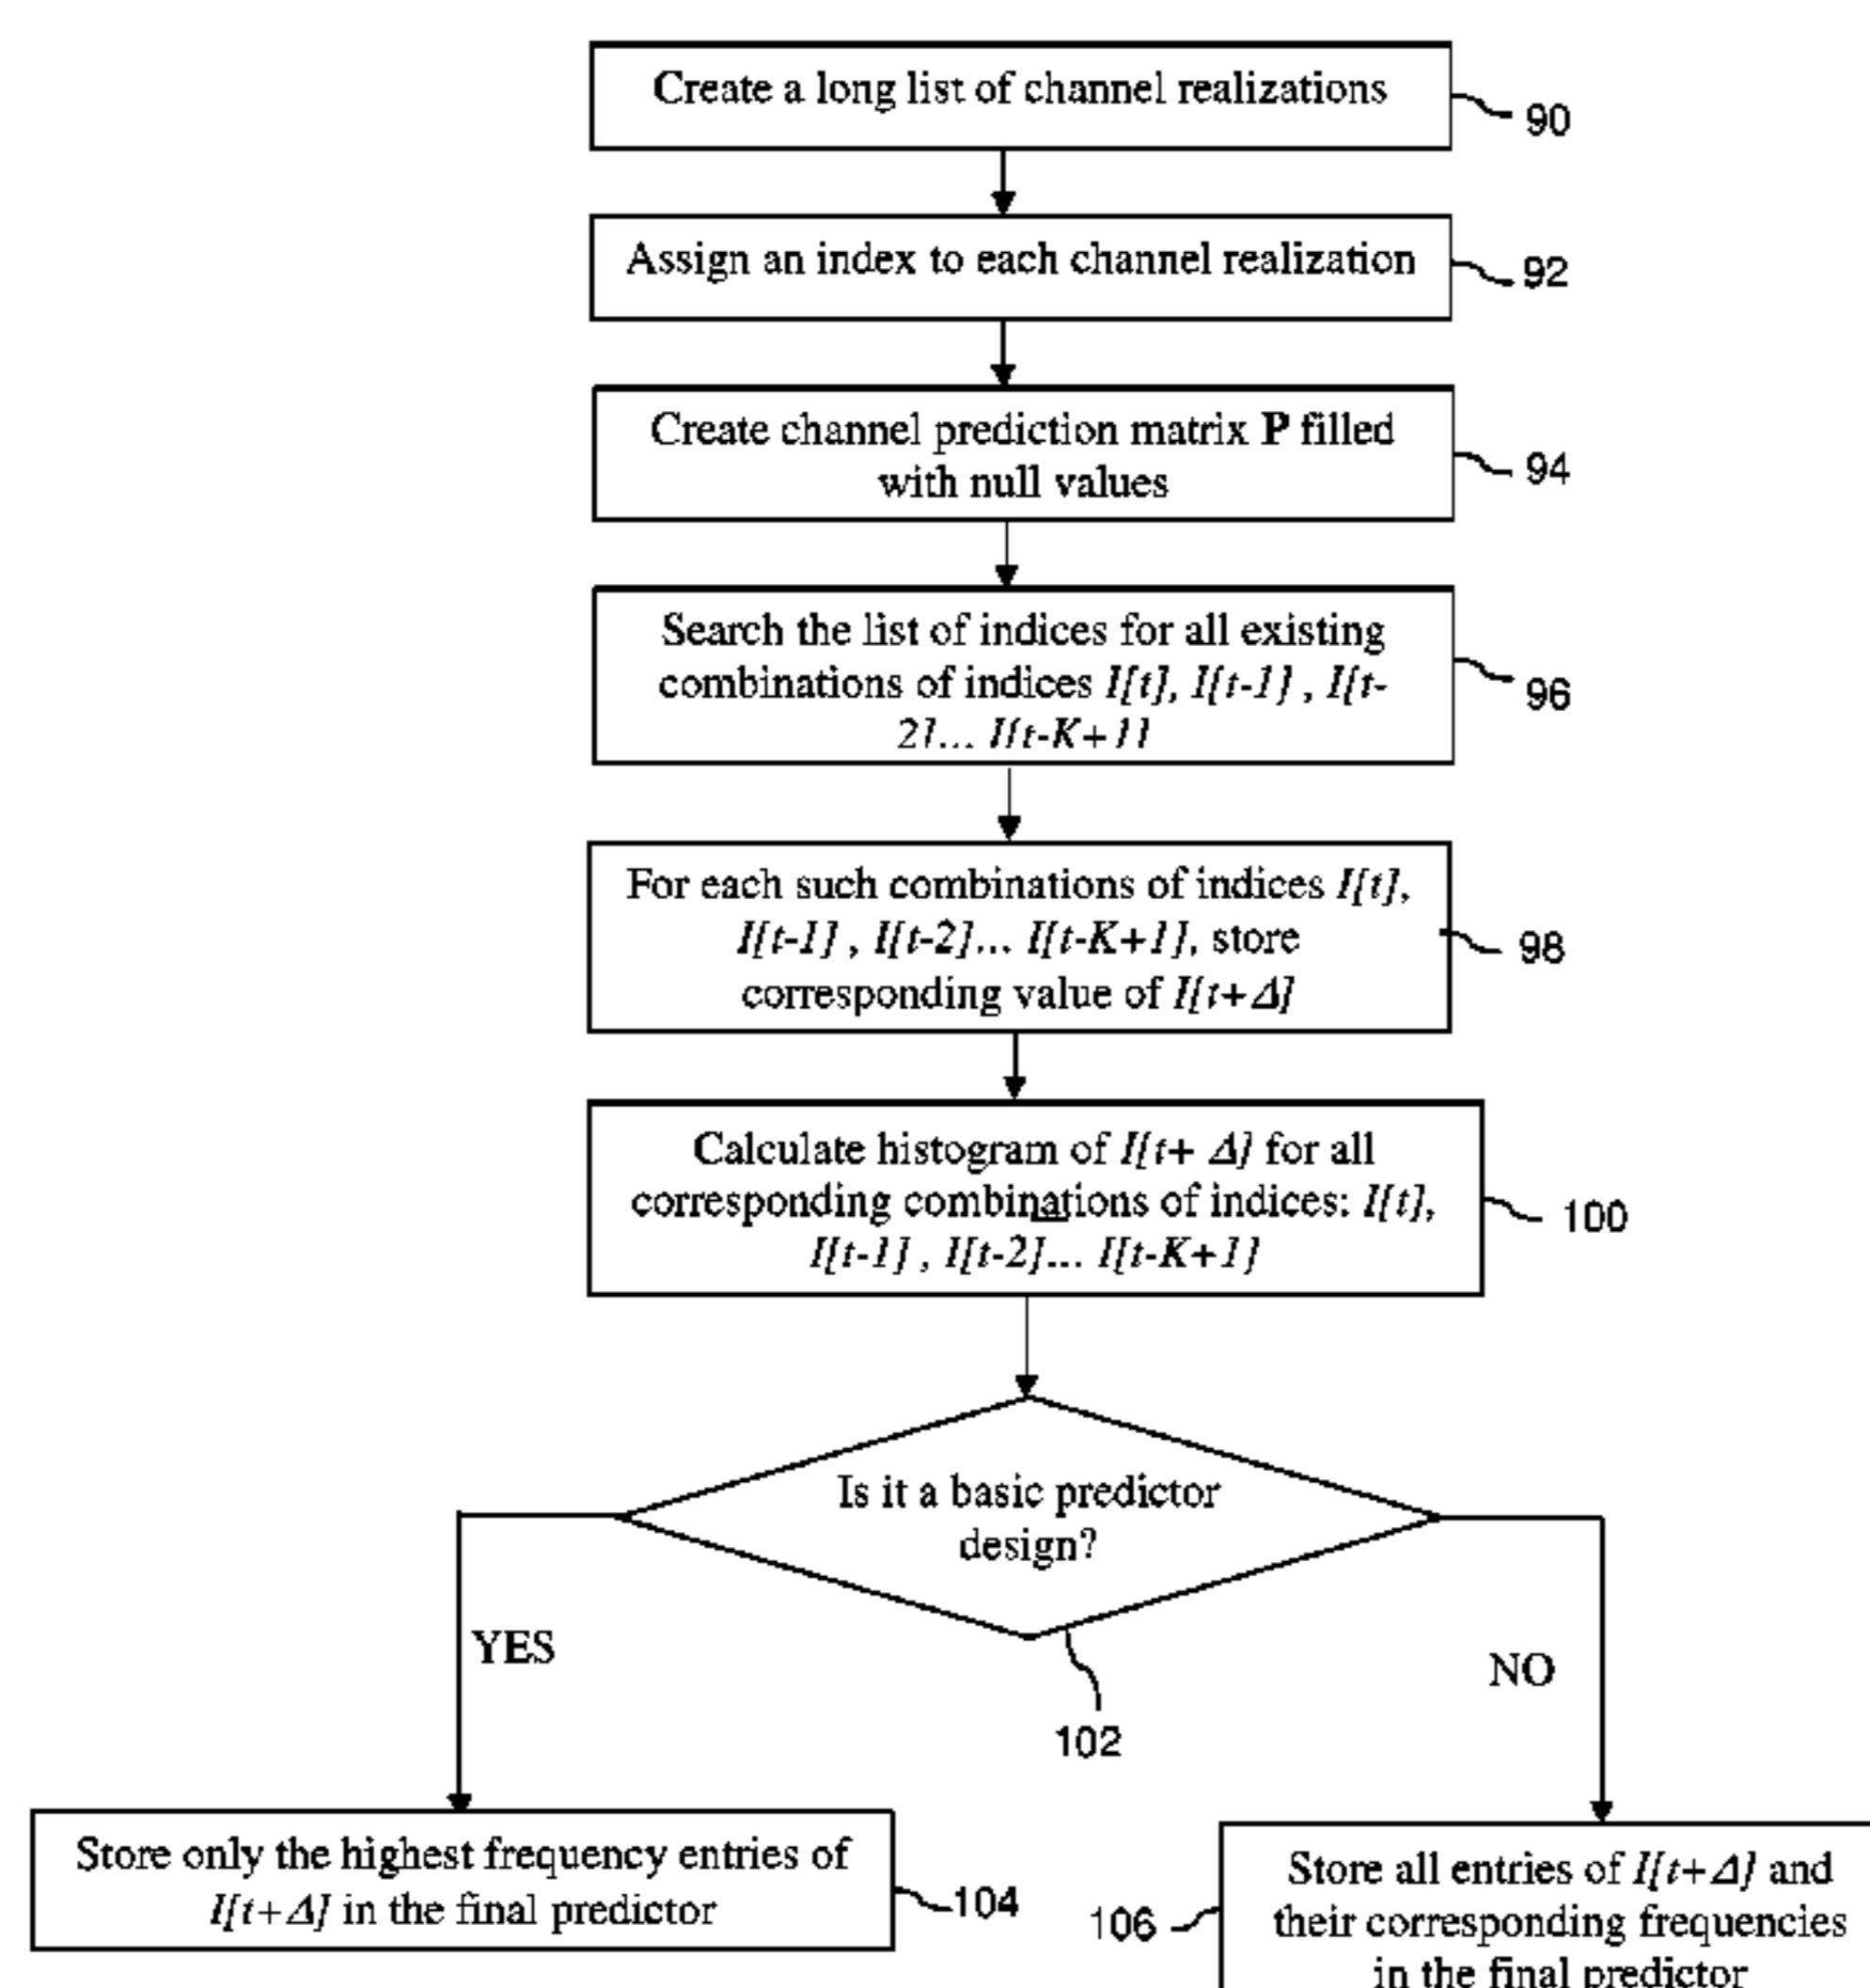 Create a long list of channel realizations
90
Assign an index to each channel realization
92
Create channel prediction matrix P filled
with null values
94
Search the list of indices for all existing
combinations of indices I[t], I[t-1] , I[t-
2]... I[t-K+1]
96
For each such combinations of indices I[t],
I[t-1] , I[t-2]... I[t-K+1], store
corresponding value of I[t+Δ]
98
Calculate histogram of I[t+ Δ] for all
corresponding combinations of indices: I[t],
I[t-1] , I[t-2]... I[t-K+1]
100
Is it a basic predictor
design?
YES
NO
102
Store only the highest frequency entries of
I[t+Δ] in the final predictor
104
Store all entries of I[t+Δ] and
their corresponding frequencies
in the final predictor
106